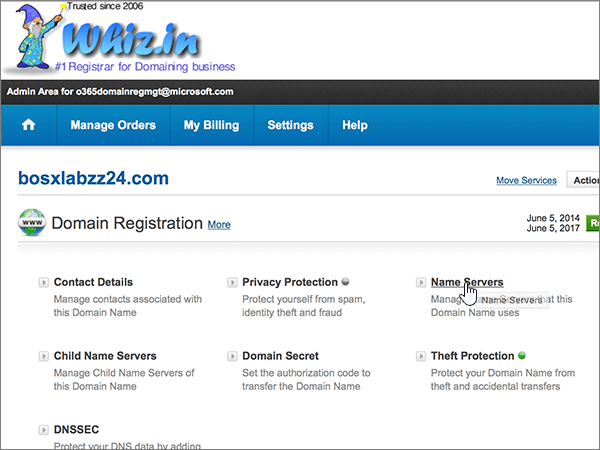 Trusted since 2006
Whiz.in
#1 Registrar for Domaining business
Admin Area for o365domainregmgt@microsoft.com
Manage Orders My Billing Settings Help
bosxlabzz24.com
Move Services
WWW
Domain Registration More
June 5, 2014
June 5, 2017
Contact Details
Manage contacts associated with
this Domain Name
Privacy Protection
Protect yourself from spam,
identity theft and fraud
Name Servers
Name Servers that this
Domain Name uses
Name Servers
Child Name Servers
Manage Child Name Servers of
this Domain Name
Domain Secret
Set the authorization code to
transfer the Domain Name
Theft Protection
Protect your Domain Name from
theft and accidental transfers
DNSSEC
Protect your DNS data by adding